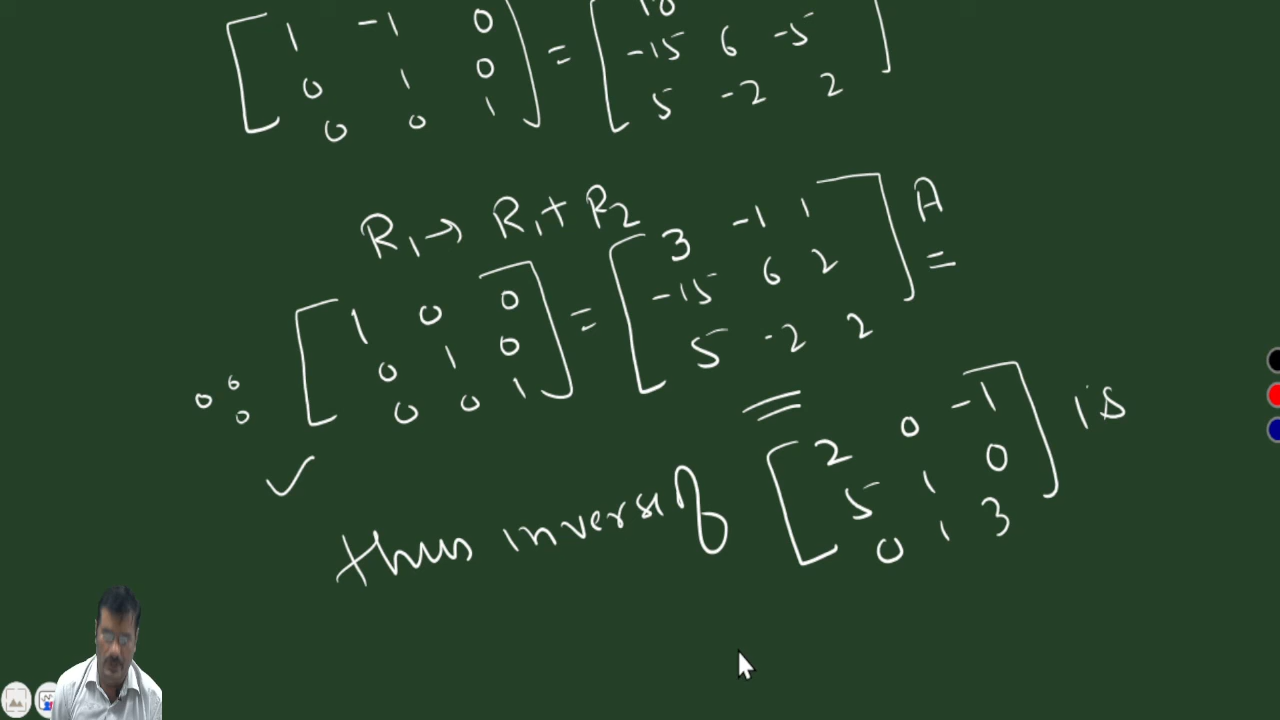 [1 -1 0] = [18
[0 1 0] [-15 6 -5]
[0 0 1] [5 -2 2]
R1 → R1 + R2
[1 0 0] = [3 -1 1] A
[0 1 0] [-15 6 2] =
[0 0 1] [5 -2 2]
thus inverse of [2 0 -1] is
[5 1 0]
[0 1 3]